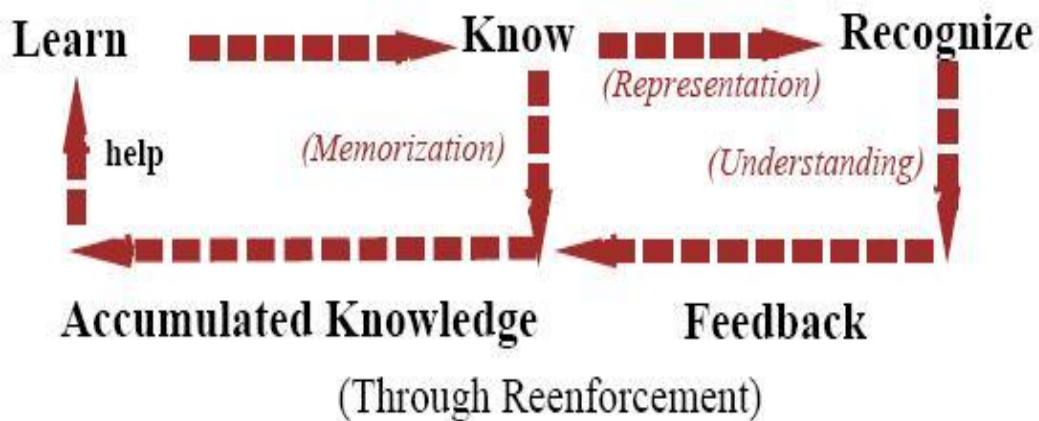 Learn Know Recognize
(Representation)
help (Memorization) (Understanding)
Accumulated Knowledge Feedback
(Through Reenforcement)